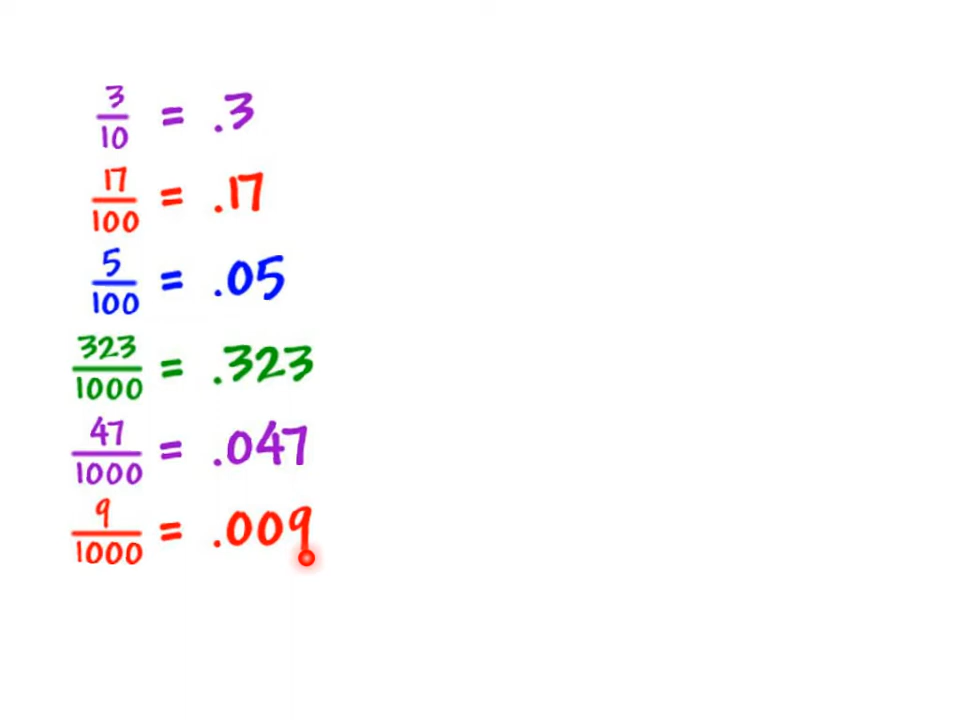 3/10 = .3
17/100 = .17
5/100 = .05
323/1000 = .323
47/1000 = .047
9/1000 = .009